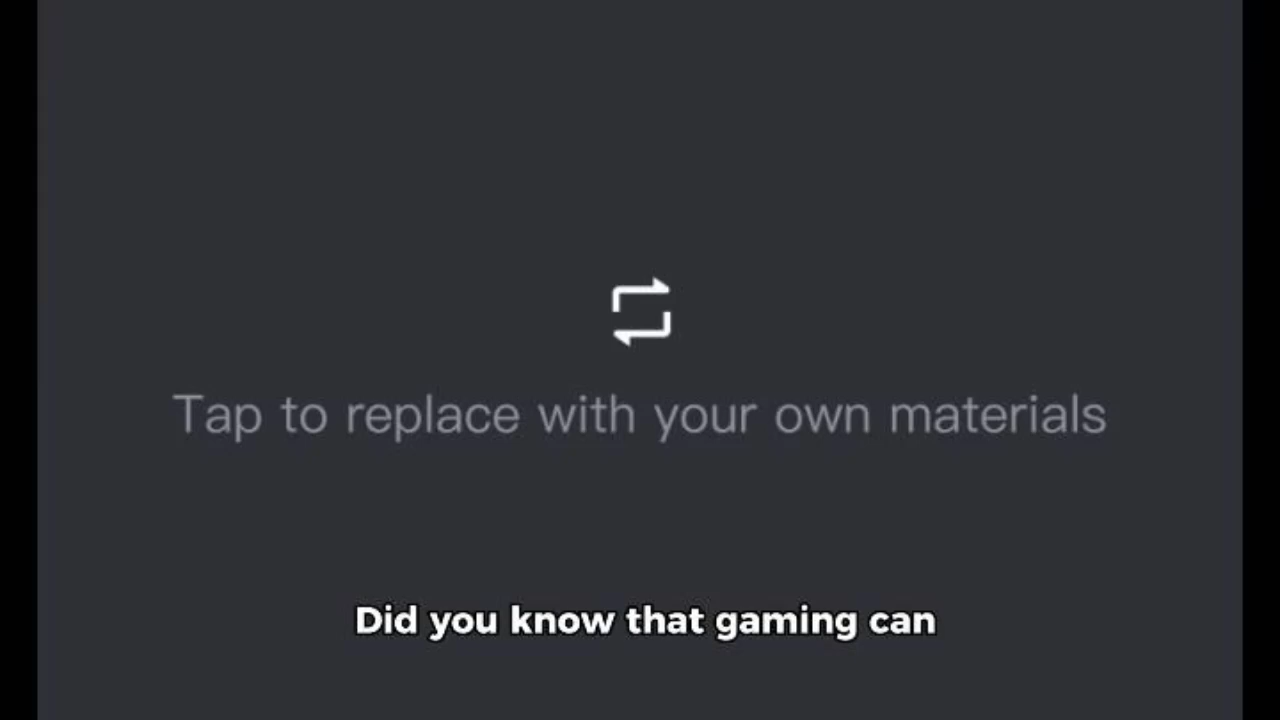 Tap to replace with your own materials
Did you know that gaming can